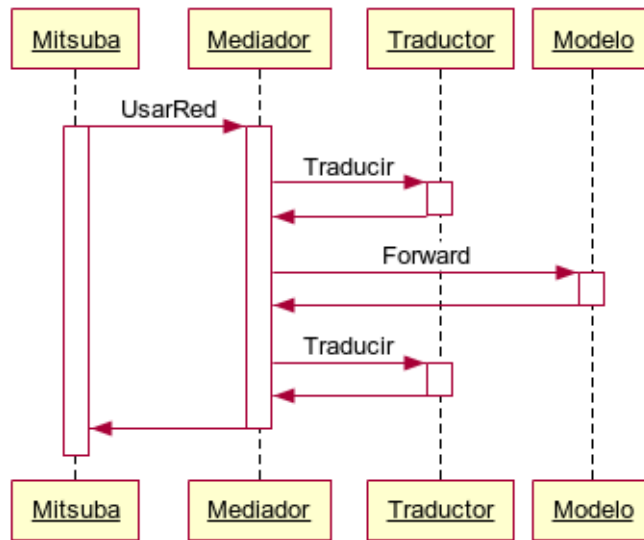 Mitsuba Mediador Traductor Modelo
UsarRed
Traducir
Forward
Traducir
Mitsuba Mediador Traductor Modelo